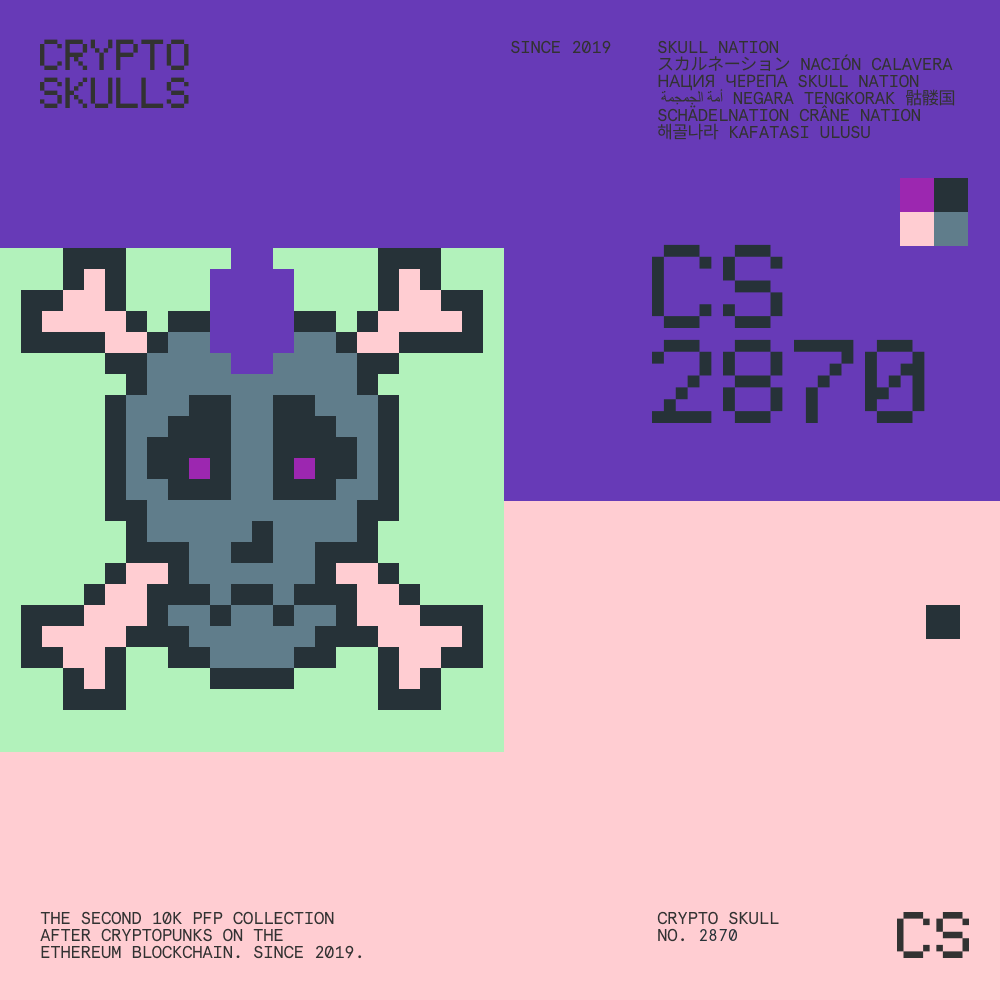 CRYPTO
SKULLS
SINCE 2019
SKULL NATION
スカルネーション NACIÓN CALAVERA
НАЦИЯ ЧЕРЕПА SKULL NATION
أمة الجمجمة NEGARA TENGKORAK 骷髅国
SCHÄDELNATION CRÂNE NATION
해골나라 KAFATASI ULUSU
CS
2870
THE SECOND 10K PFP COLLECTION
AFTER CRYPTOPUNKS ON THE
ETHEREUM BLOCKCHAIN. SINCE 2019.
CRYPTO SKULL
NO. 2870
CS